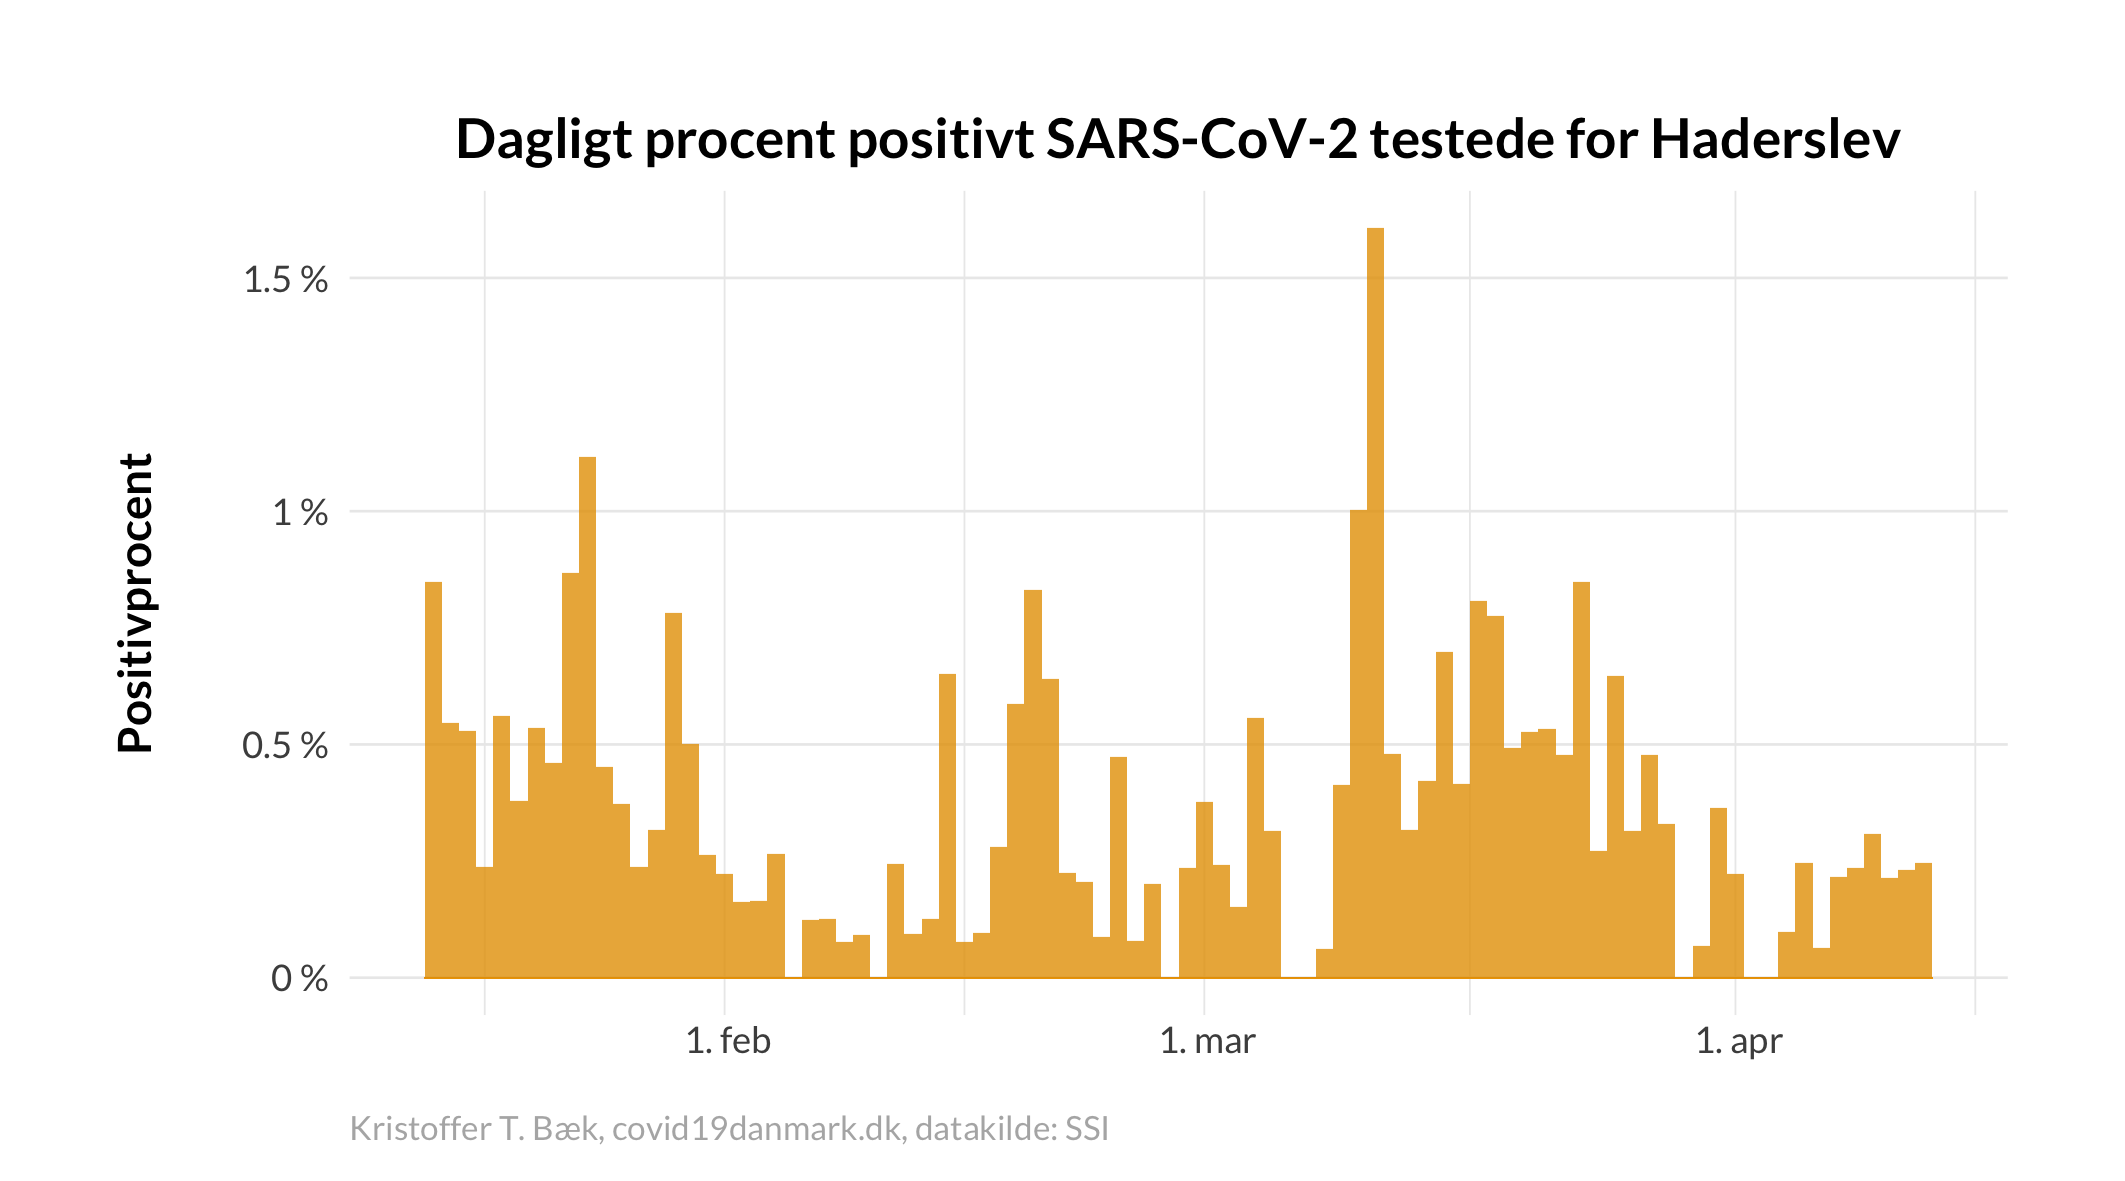 Dagligt procent positivt SARS-CoV-2 testede for Haderslev
Positivprocent
1.5 %
1 %
0.5 %
0 %
1. feb
1. mar
1. apr
Kristoffer T. Bæk, covid19danmark.dk, datakilde: SSI